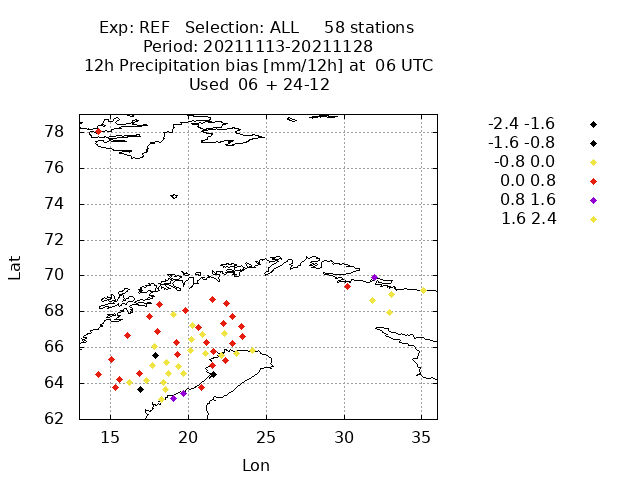 Exp: REF Selection: ALL 58 stations
Period: 20211113-20211128
12h Precipitation bias [mm/12h] at 06 UTC
Used 06 + 24-12
-2.4 -1.6
-1.6 -0.8
-0.8 0.0
0.0 0.8
0.8 1.6
1.6 2.4
78
76
74
72
70
68
66
64
62
Lat
15 20 25 30 35
Lon